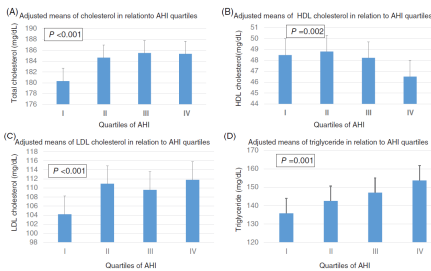 (A) Adjusted means of cholesterol in relationto AHI quartiles
P <0.001
Total cholesterol (mg/dL)
190
188
186
184
182
180
178
176
I II III IV
Quartiles of AHI
(B) Adjusted means of HDL cholesterol in relation to AHI quartiles
P =0.002
HDL cholesterol(mg/dL)
51
50
49
48
47
46
45
44
I II III IV
Quartiles of AHI
(C) Adjusted means of LDL cholesterol in relation to AHI quartiles
P <0.001
LDL cholesterol (mg/dL)
118
116
114
112
110
108
106
104
102
100
98
I II III IV
Quartiles of AHI
(D) Adjusted means of triglyceride in relation to AHI quartiles
P =0.001
Triglyceride (mg/dL)
170
160
150
140
130
120
I II III IV
Quartiles of AHI